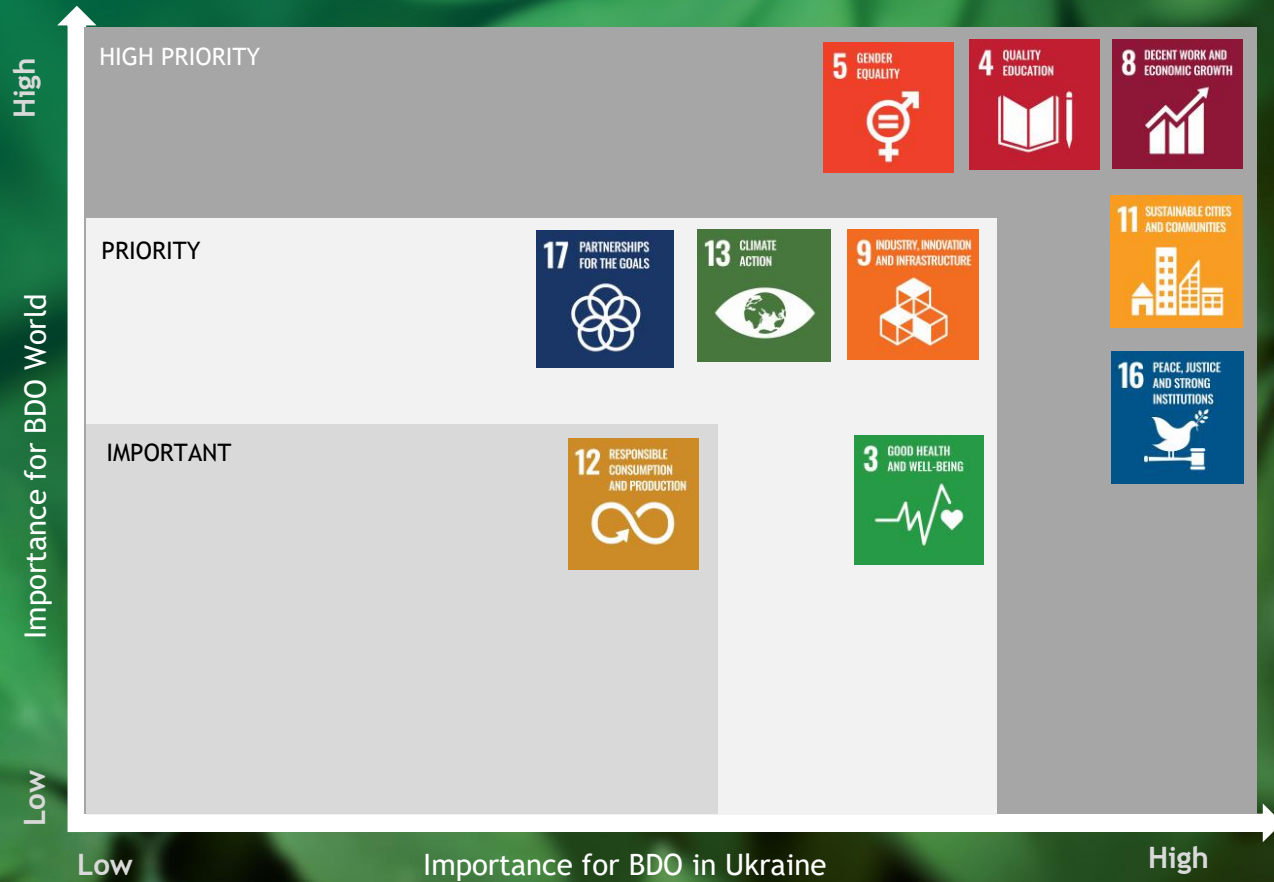 High
HIGH PRIORITY
5 GENDER
EQUALITY
4 QUALITY
EDUCATION
8 DECENT WORK AND
ECONOMIC GROWTH
11 SUSTAINABLE CITIES
AND COMMUNITIES
PRIORITY
17 PARTNERSHIPS
FOR THE GOALS
13 CLIMATE
ACTION
9 INDUSTRY, INNOVATION
AND INFRASTRUCTURE
16 PEACE, JUSTICE
AND STRONG
INSTITUTIONS
IMPORTANT
12 RESPONSIBLE
CONSUMPTION
AND PRODUCTION
3 GOOD HEALTH
AND WELL-BEING
Importance for BDO World
Low
Low
Importance for BDO in Ukraine
High